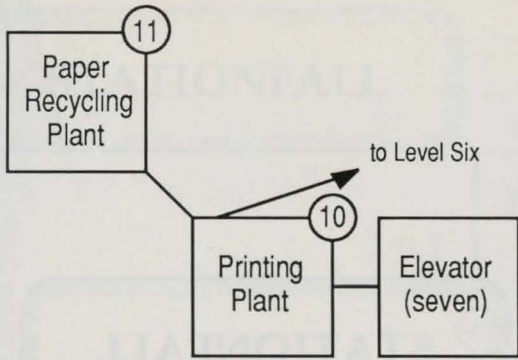 11
Paper
Recycling
Plant
to Level Six
10
Printing
Plant
Elevator
(seven)